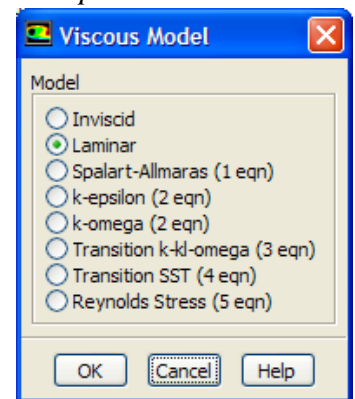 Viscous Model
Model
Inviscid
Laminar
Spalart-Allmaras (1 eqn)
k-epsilon (2 eqn)
k-omega (2 eqn)
Transition k-kl-omega (3 eqn)
Transition SST (4 eqn)
Reynolds Stress (5 eqn)
OK Cancel Help